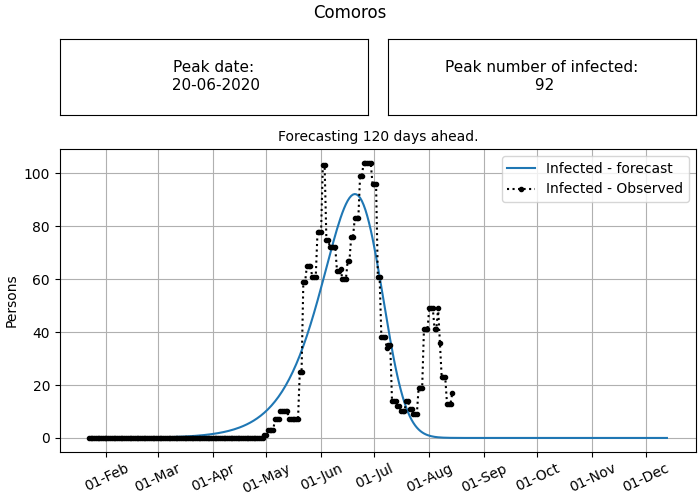 Comoros
Peak date:
20-06-2020
Peak number of infected:
92
Forecasting 120 days ahead.
Infected - forecast
Infected - Observed
Persons
100
80
60
40
20
0
01-Feb
01-Mar
01-Apr
01-May
01-Jun
01-Jul
01-Aug
01-Sep
01-Oct
01-Nov
01-Dec